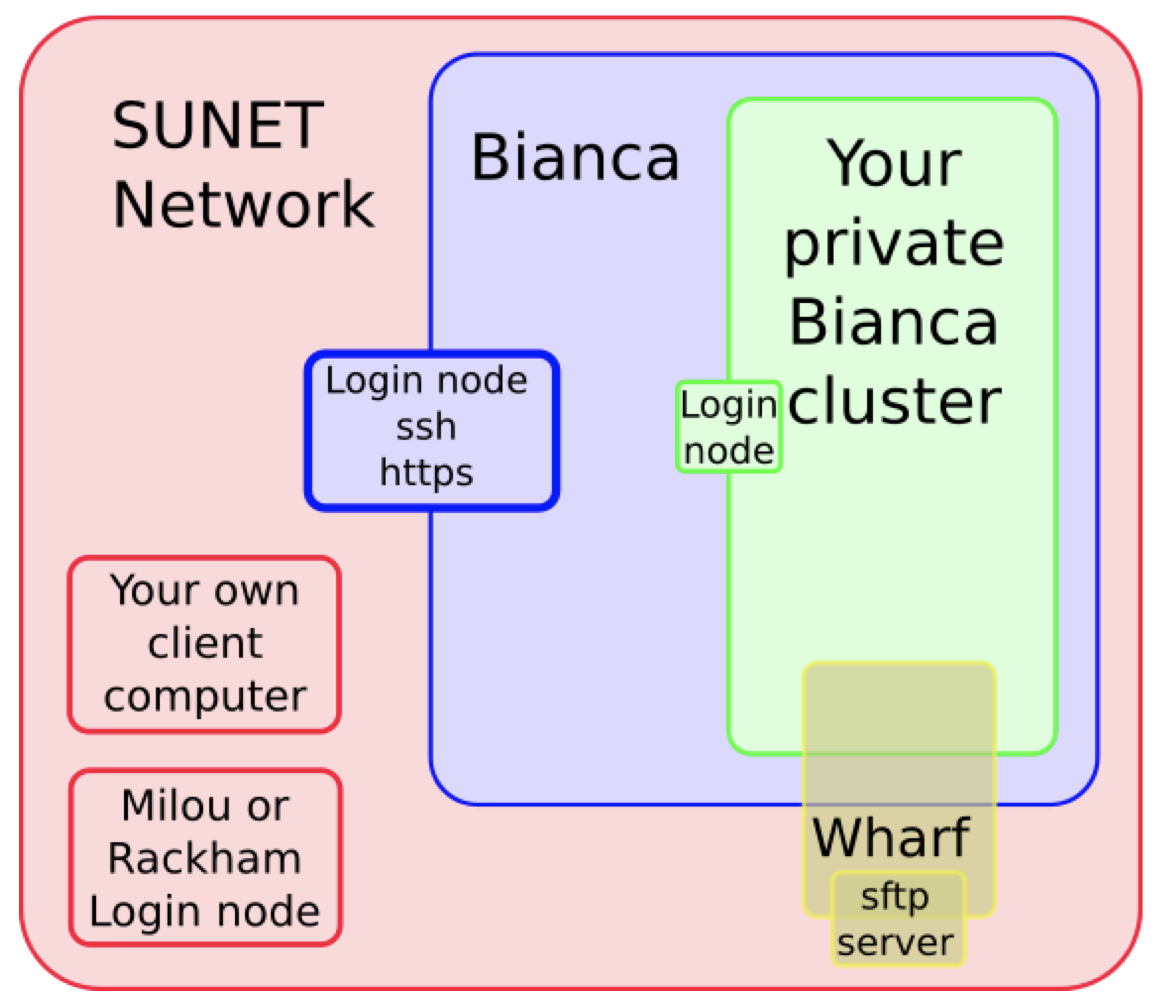 SUNET
Network
Bianca
Your
private
Bianca
cluster
Login node
ssh
https
Login
node
Your own
client
computer
Milou or
Rackham
Login node
Wharf
sftp
server